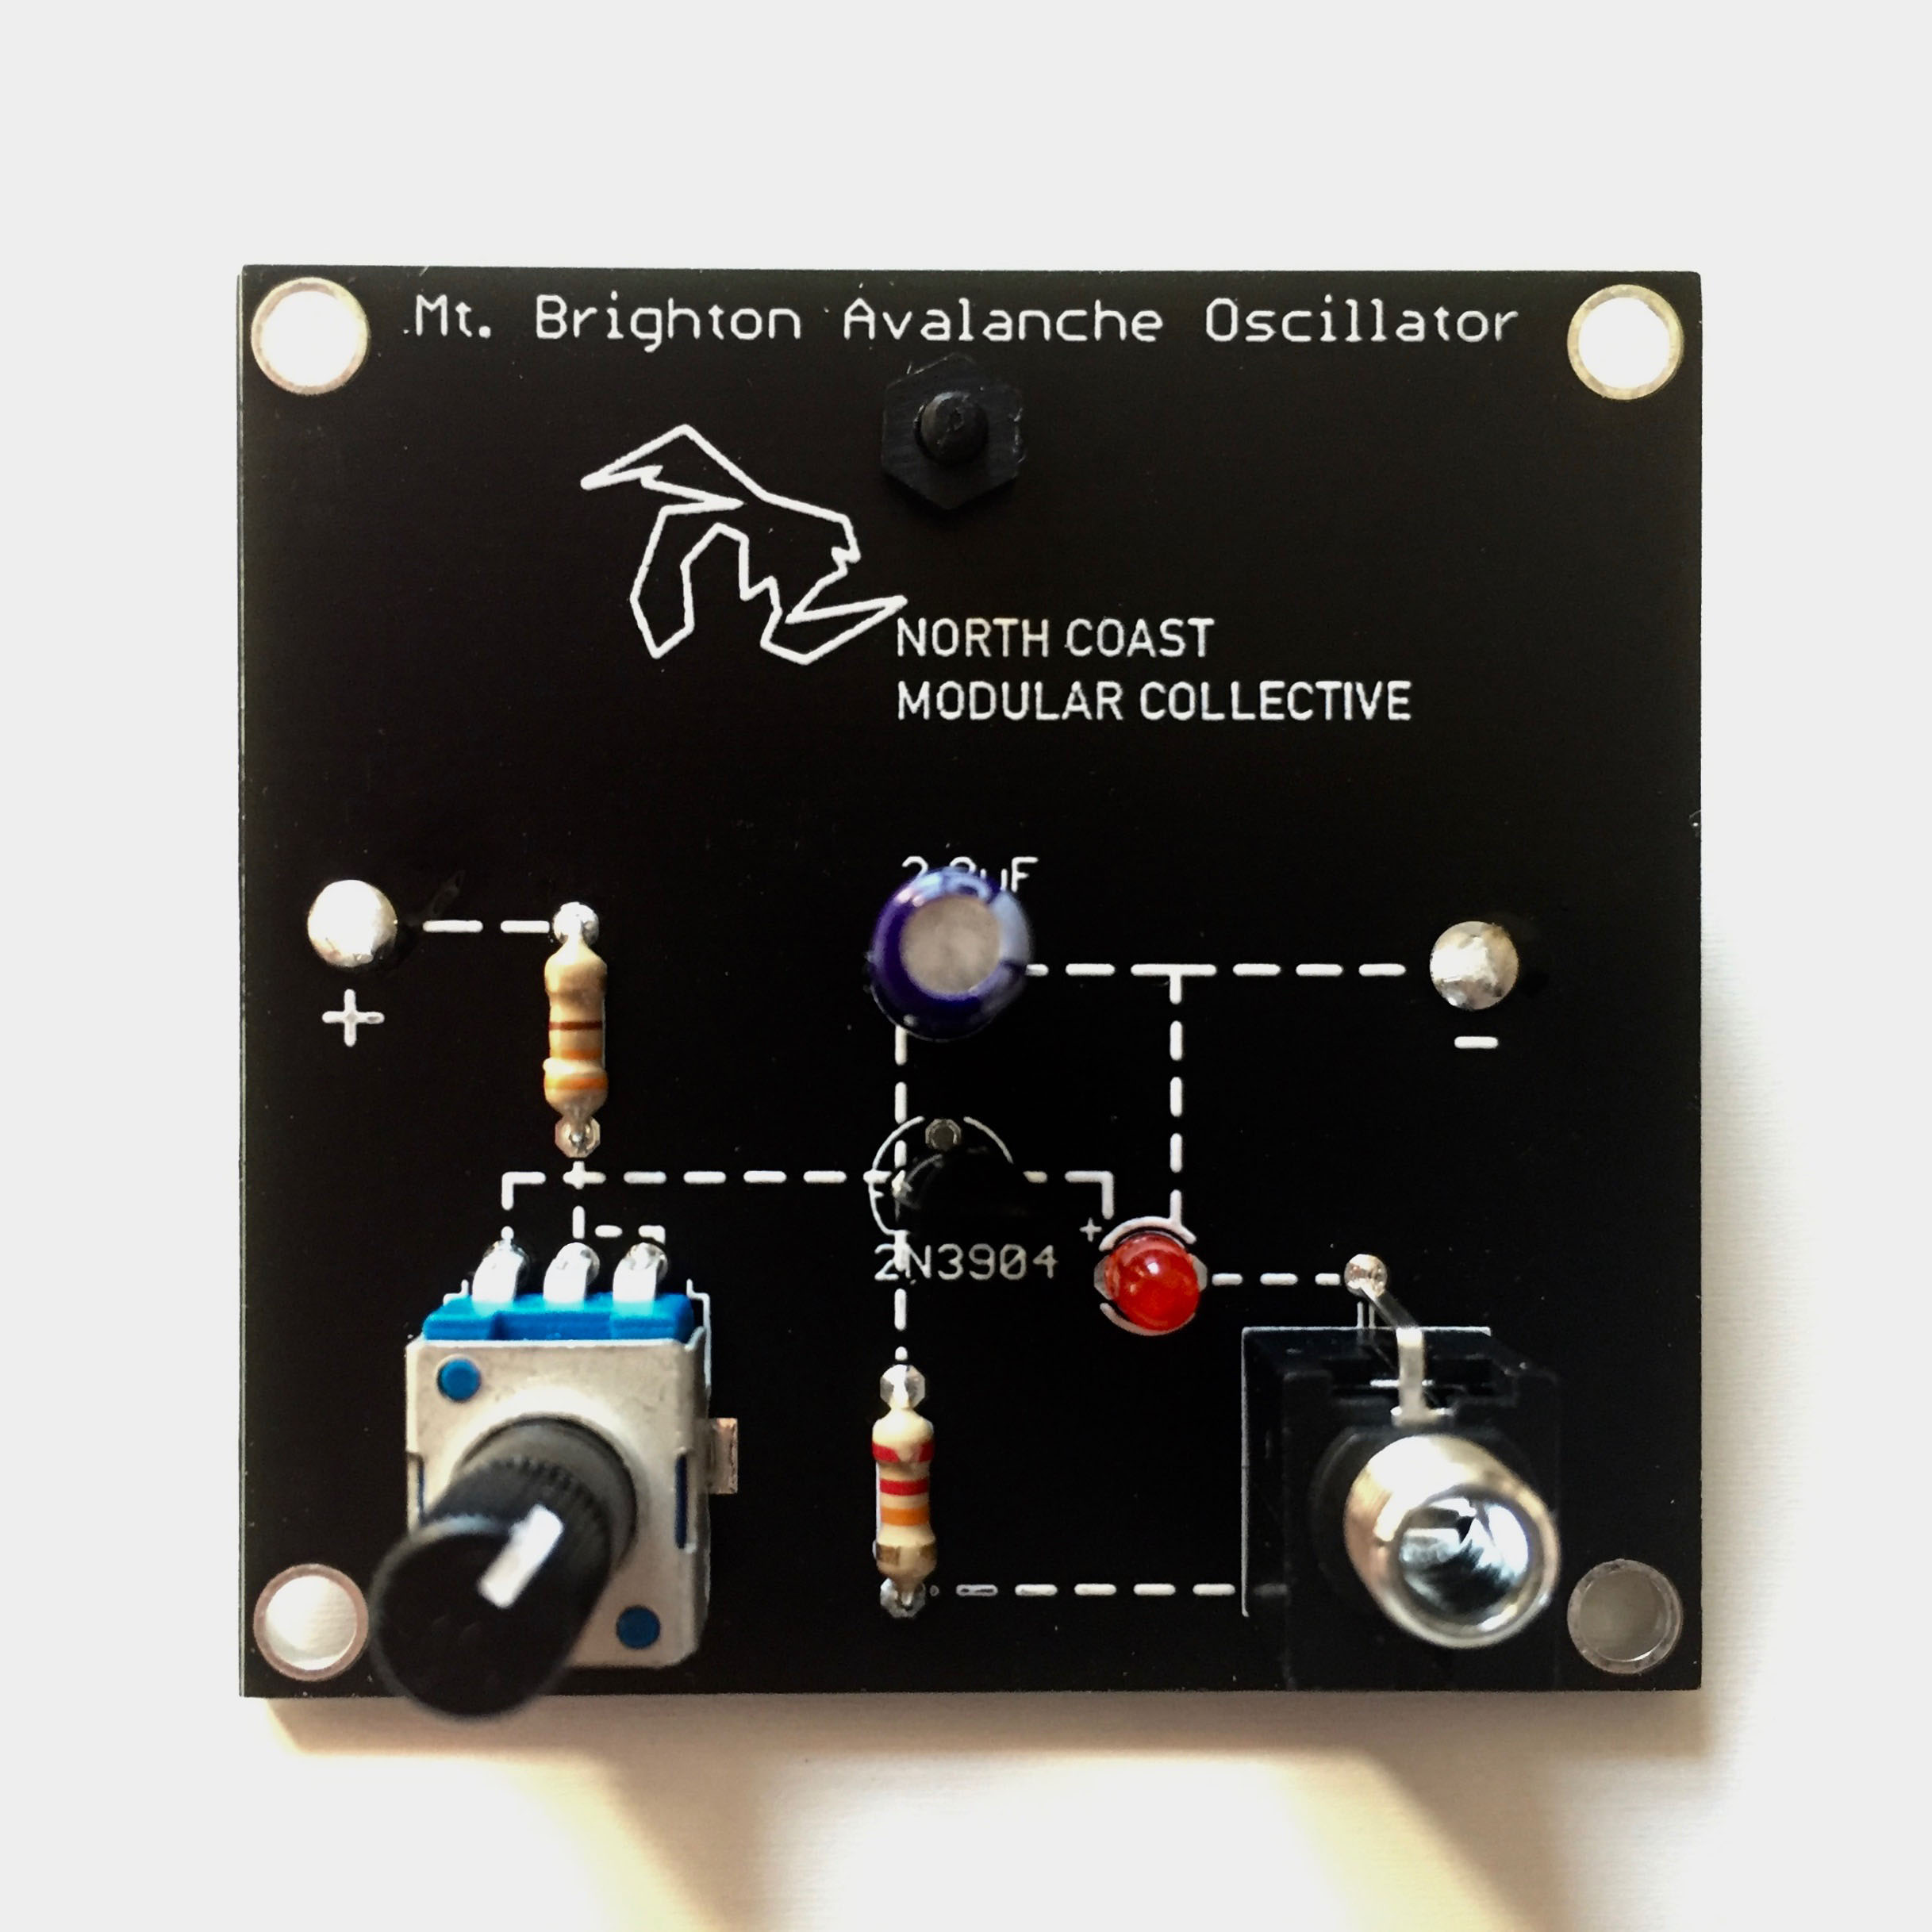 Mt. Brighton Avalanche Oscillator
NORTH COAST
MODULAR COLLECTIVE
+
-
+
2N3904